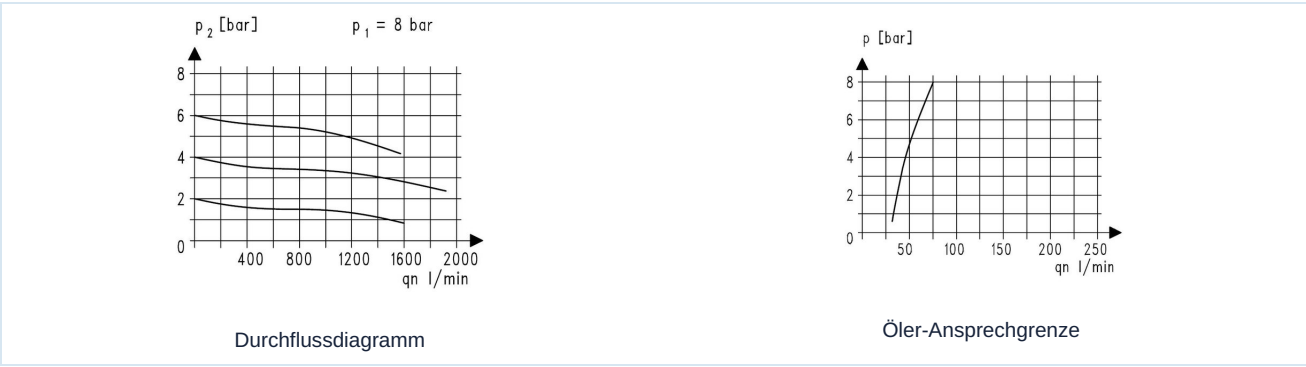 p 2 [bar]
p 1 = 8 bar
8
6
4
2
0
400 800 1200 1600 2000
qn l/min
Durchflussdiagramm
p [bar]
8
6
4
2
0
50 100 150 200 250
qn l/min
Öler-Ansprechgrenze